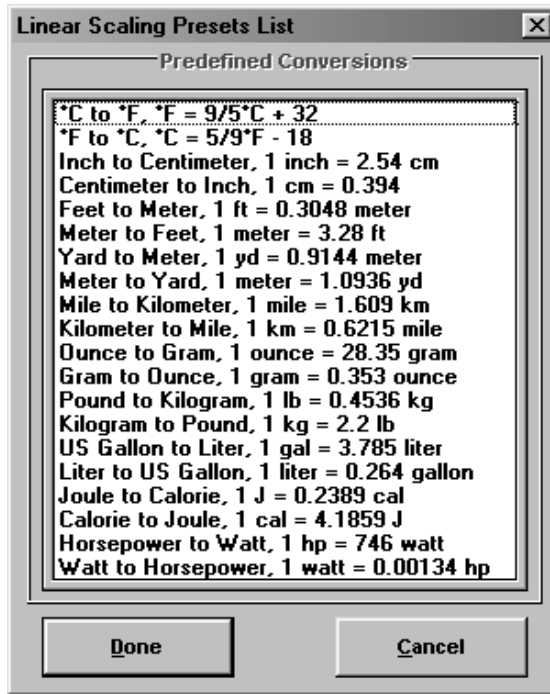 Linear Scaling Presets List
Predefined Conversions
°C to °F, °F = 9/5°C + 32
°F to °C, °C = 5/9°F - 18
Inch to Centimeter, 1 inch = 2.54 cm
Centimeter to Inch, 1 cm = 0.394
Feet to Meter, 1 ft = 0.3048 meter
Meter to Feet, 1 meter = 3.28 ft
Yard to Meter, 1 yd = 0.9144 meter
Meter to Yard, 1 meter = 1.0936 yd
Mile to Kilometer, 1 mile = 1.609 km
Kilometer to Mile, 1 km = 0.6215 mile
Ounce to Gram, 1 ounce = 28.35 gram
Gram to Ounce, 1 gram = 0.353 ounce
Pound to Kilogram, 1 lb = 0.4536 kg
Kilogram to Pound, 1 kg = 2.2 lb
US Gallon to Liter, 1 gal = 3.785 liter
Liter to US Gallon, 1 liter = 0.264 gallon
Joule to Calorie, 1 J = 0.2389 cal
Calorie to Joule, 1 cal = 4.1859 J
Horsepower to Watt, 1 hp = 746 watt
Watt to Horsepower, 1 watt = 0.00134 hp
Done
Cancel